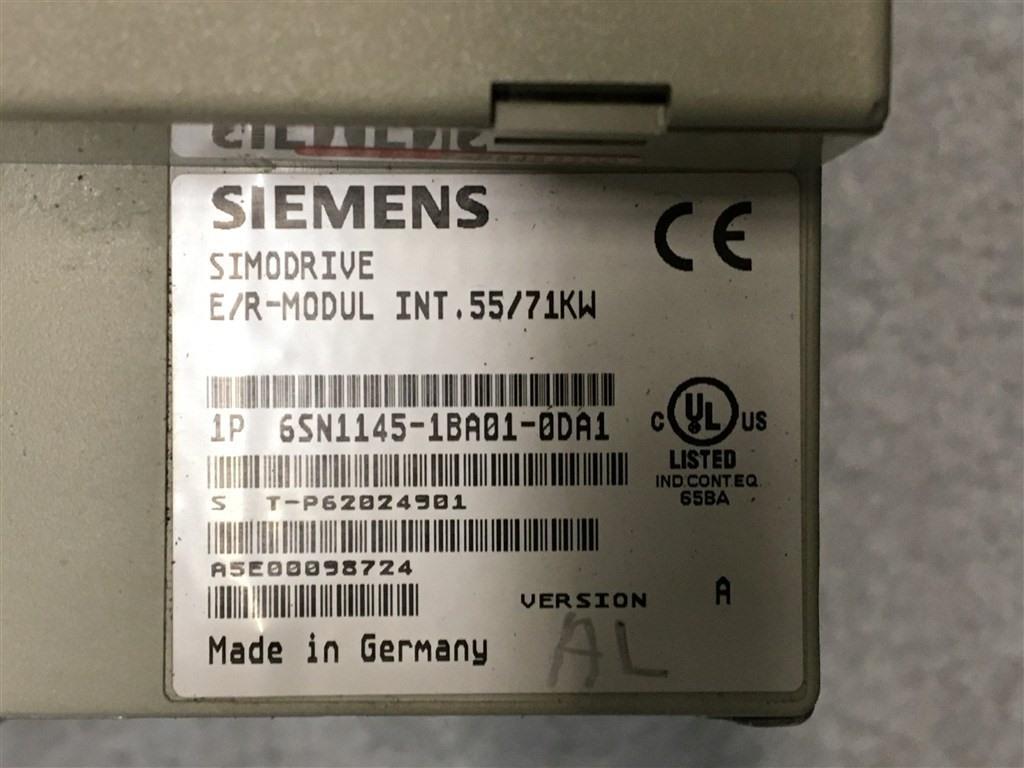 SIEMENS
CE
SIMODRIVE
E/R-MODUL INT.55/71KW
1P 6SN1145-1BA01-0DA1
C UL US
LISTED
IND.CONT.EQ.
65BA
S T-P62024901
A5E00098724
VERSION A
Made in Germany
AL